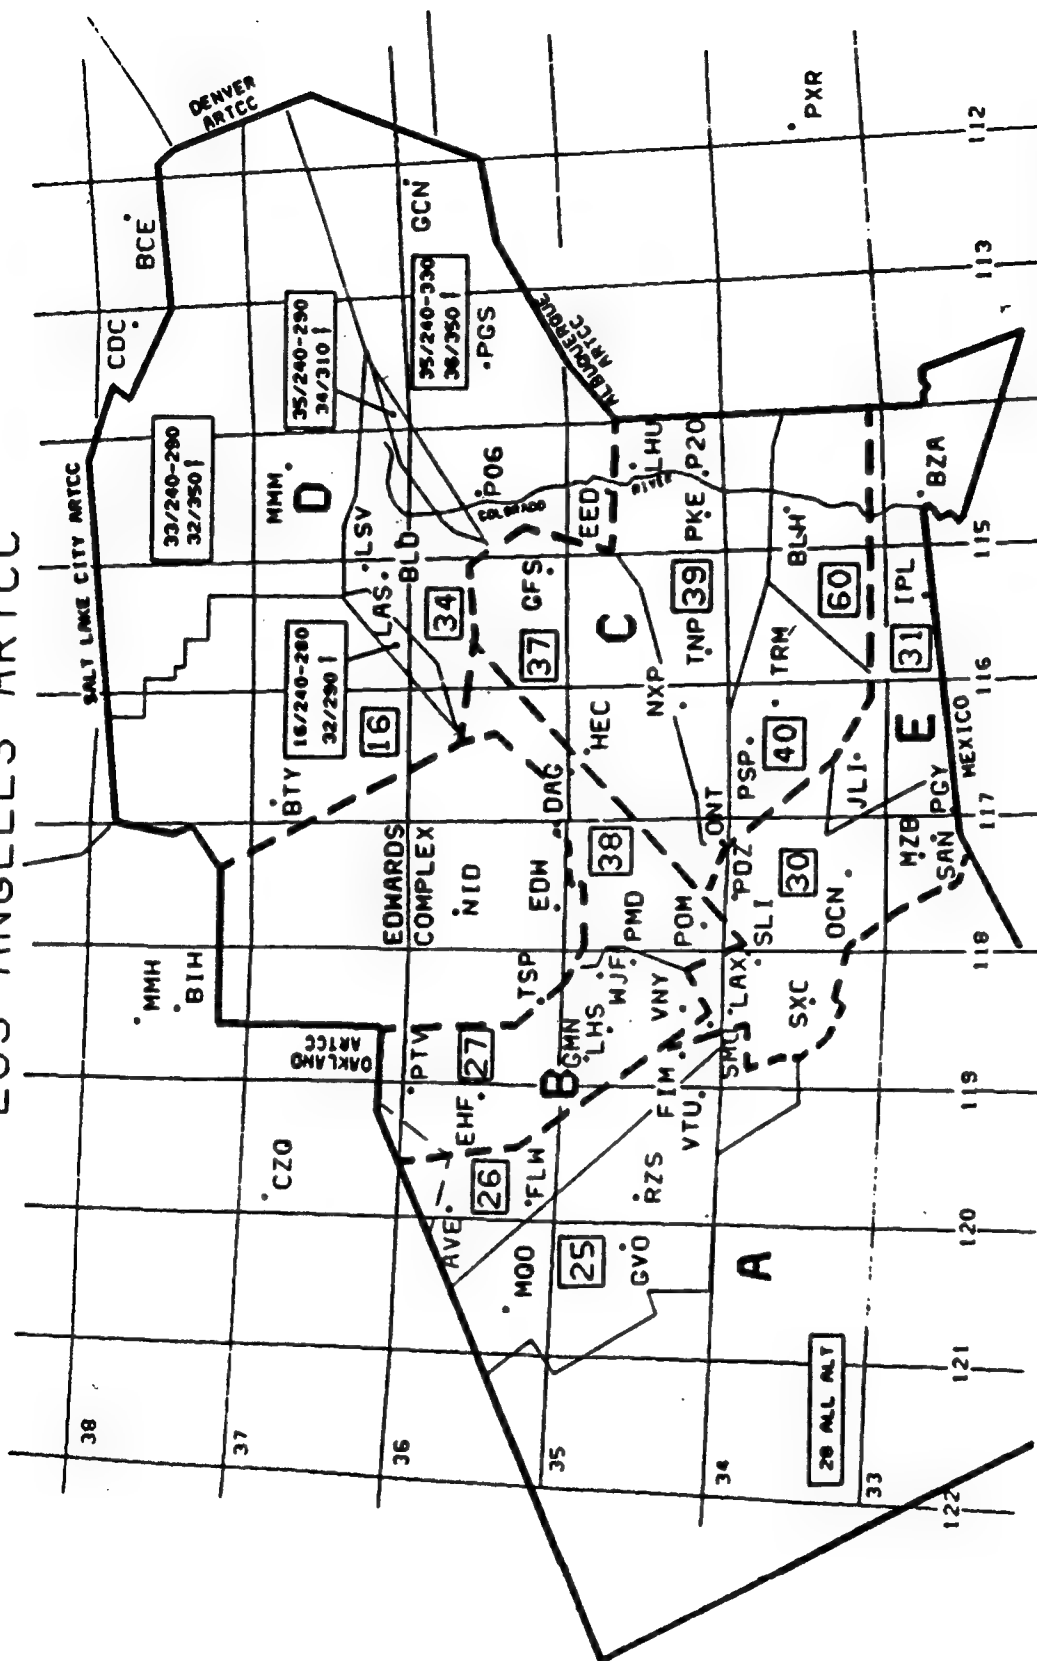 LOS ANGELES ARTCC
SALT LAKE CITY ARTCC
DENVER
ARTCC
OAKLAND
ARTCC
ALBUQUERQUE
ARTCC
MEXICO
COLORADO
RIVER
38
37
36
35
34
33
122
121
120
119
118
117
116
115
113
112
CDC
BCE
33/240-290
32/350↑
MMM
D
35/240-290
34/310↑
35/240-330
36/350↑
GCN
PGS
16/240-280
32/290↑
LSV
LAS
BLD
16
34
BTY
MMH
BIH
CZQ
EDWARDS
COMPLEX
NID
EDW
DAG
PTV
TSP
27
EHF
AVE
26
FLW
MQO
25
GVO
RZS
A
28 ALL ALT
B
GMN
LHS
WJF
PMD
38
HEC
37
GFS
C
P06
EED
LHU
P20
PKE
39
TNP
NXP
FIM
VTU
VNY
POM
ONT
PSP
PDZ
SMO
LAX
SLI
SXC
30
OCN
40
TRM
BLH
60
JLI
31
IPL
BZA
E
MZB
SAN
PGY
PXR